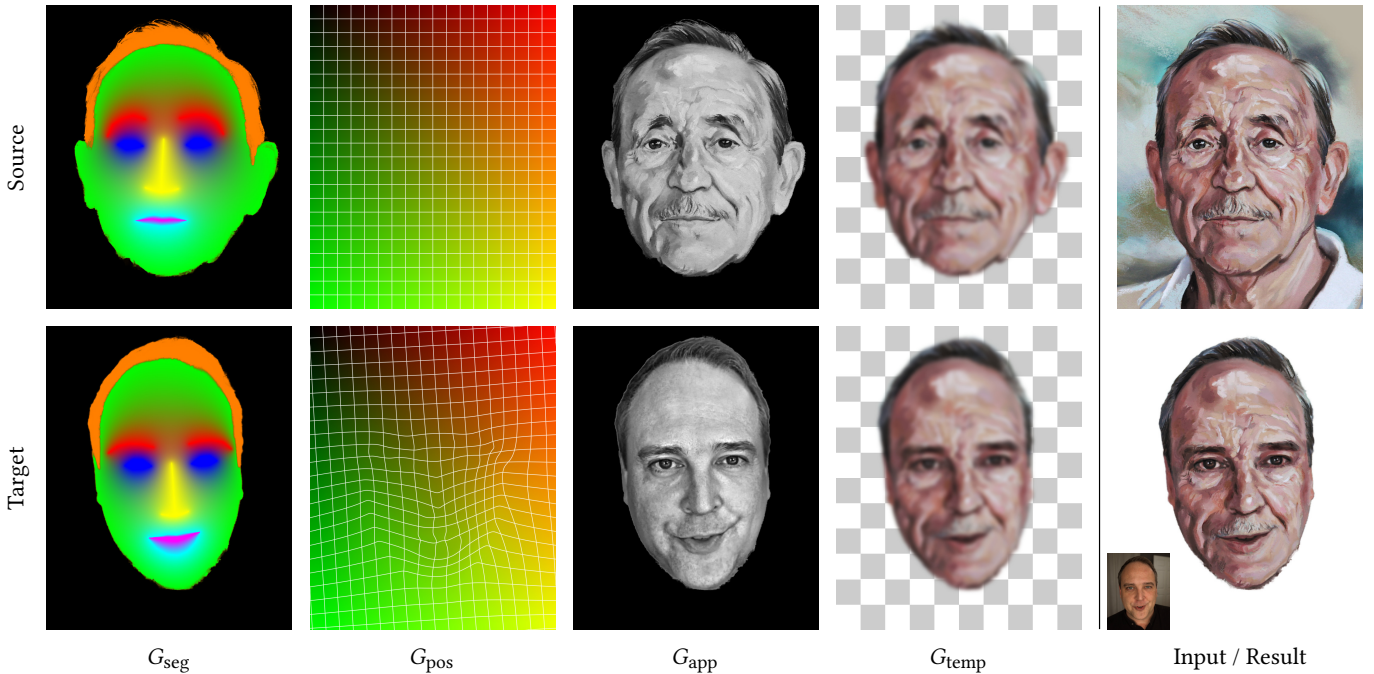 Source
Target
G_seg
G_pos
G_app
G_temp
Input / Result